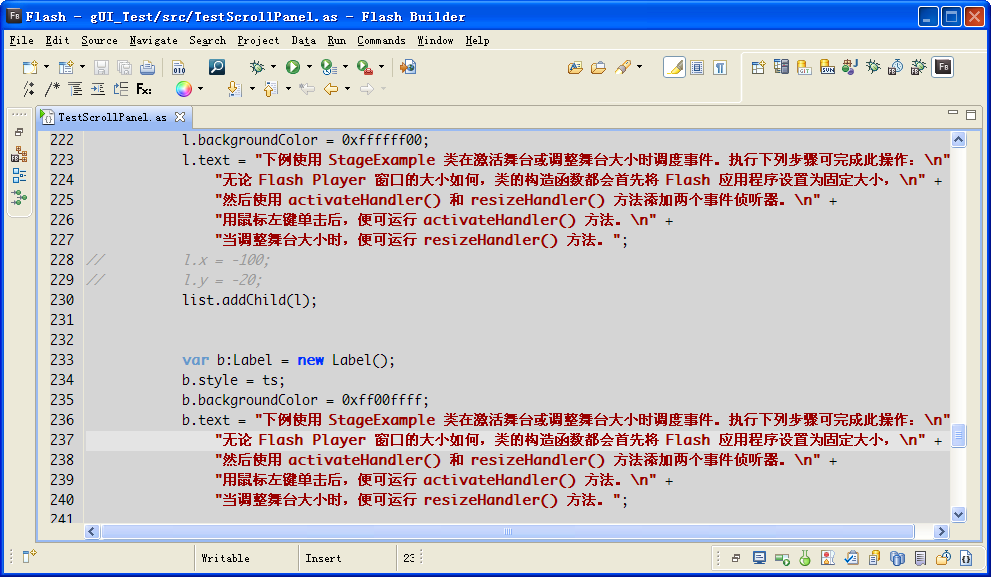 Flash - gUI_Test/src/TestScrollPanel.as - Flash Builder
File Edit Source Navigate Search Project Data Run Commands Window Help
TestScrollPanel.as
222 l.backgroundColor = 0xffffff00;
223 l.text = "下例使用 StageExample 类在激活舞台或调整舞台大小时调度事件。执行下列步骤可完成此操作：\n"
224 "无论 Flash Player 窗口的大小如何，类的构造函数都会首先将 Flash 应用程序设置为固定大小，\n" +
225 "然后使用 activateHandler() 和 resizeHandler() 方法添加两个事件侦听器。\n" +
226 "用鼠标左键单击后，便可运行 activateHandler() 方法。\n" +
227 "当调整舞台大小时，便可运行 resizeHandler() 方法。";
228 // l.x = -100;
229 // l.y = -20;
230 list.addChild(l);
231
232
233 var b:Label = new Label();
234 b.style = ts;
235 b.backgroundColor = 0xff00ffff;
236 b.text = "下例使用 StageExample 类在激活舞台或调整舞台大小时调度事件。执行下列步骤可完成此操作：\n"
237 "无论 Flash Player 窗口的大小如何，类的构造函数都会首先将 Flash 应用程序设置为固定大小，\n" +
238 "然后使用 activateHandler() 和 resizeHandler() 方法添加两个事件侦听器。\n" +
239 "用鼠标左键单击后，便可运行 activateHandler() 方法。\n" +
240 "当调整舞台大小时，便可运行 resizeHandler() 方法。";
241
Writable Insert 23